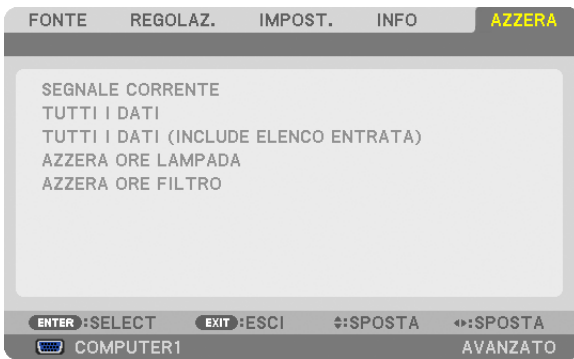 FONTE REGOLAZ. IMPOST. INFO AZZERA
SEGNALE CORRENTE
TUTTI I DATI
TUTTI I DATI (INCLUDE ELENCO ENTRATA)
AZZERA ORE LAMPADA
AZZERA ORE FILTRO
ENTER :SELECT EXIT :ESCI :SPOSTA :SPOSTA
COMPUTER1 AVANZATO